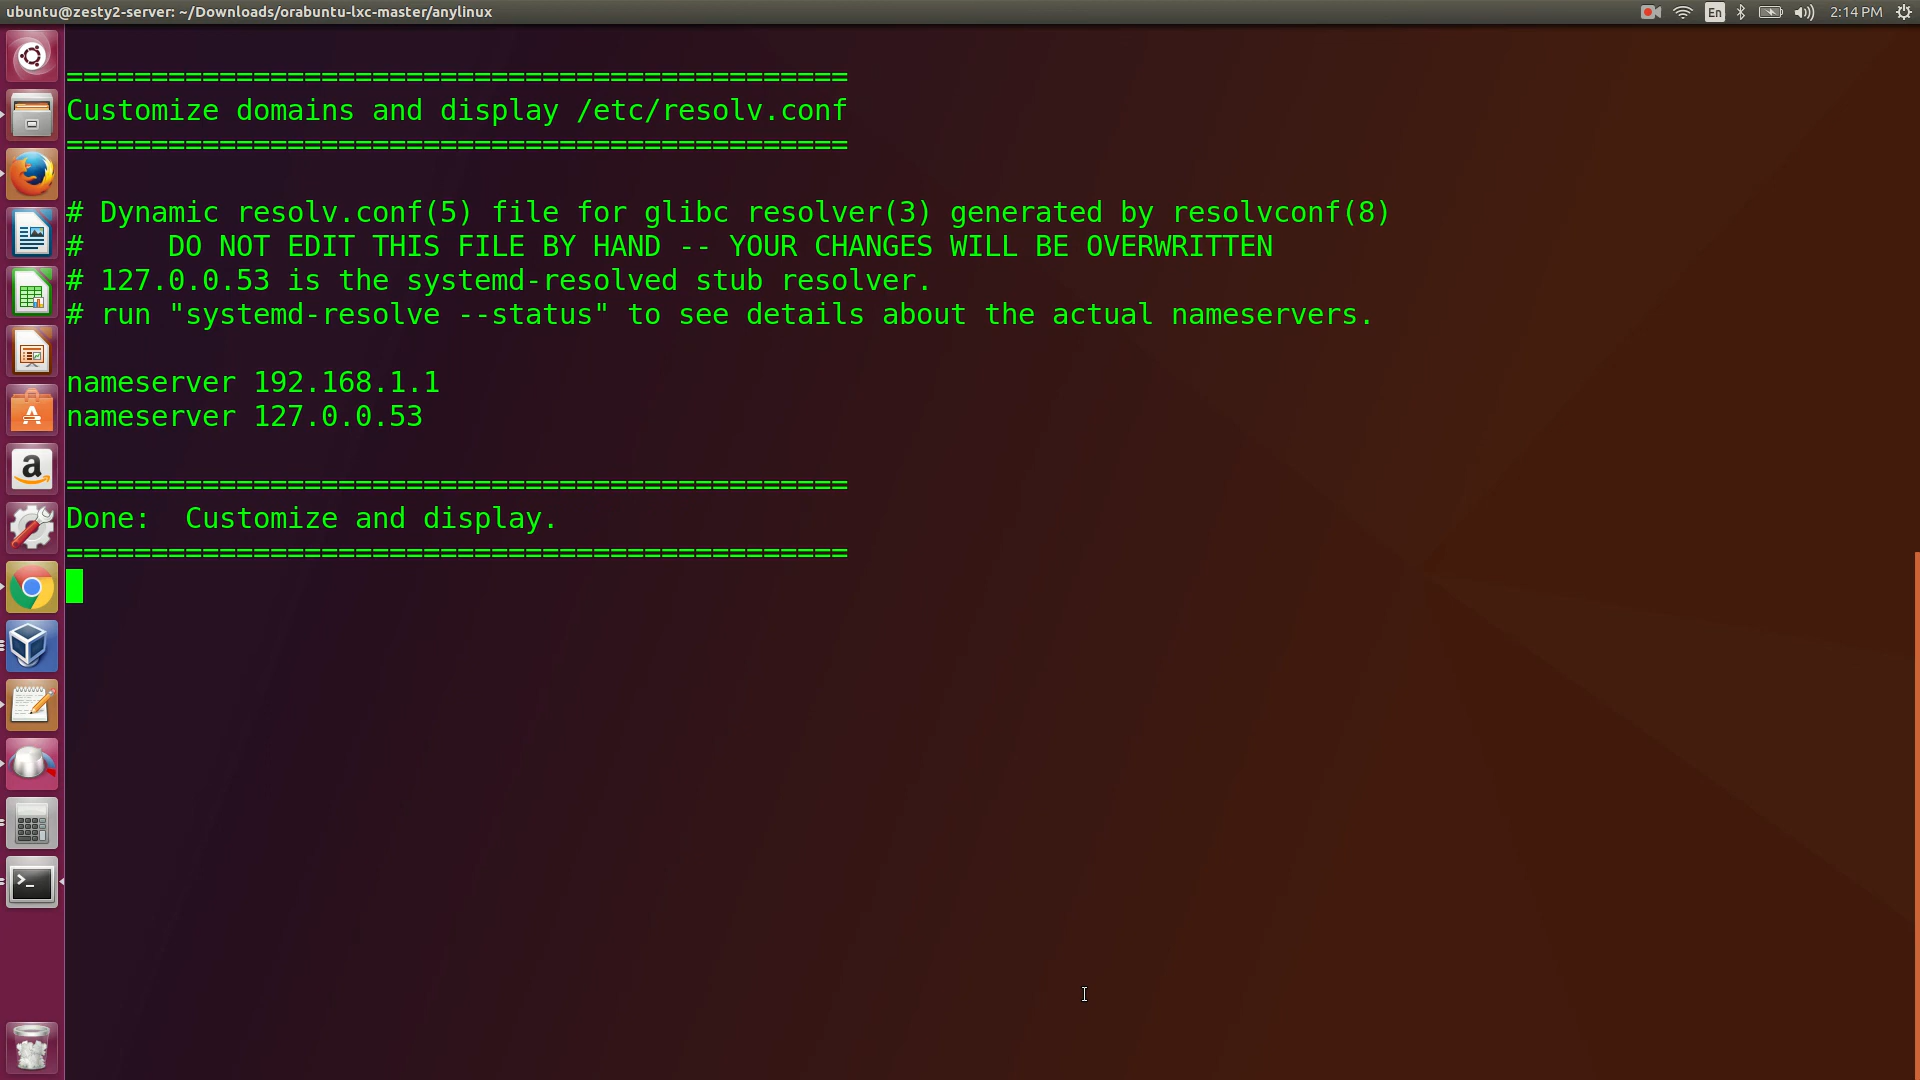 ubuntu@zesty2-server: ~/Downloads/orabuntu-lxc-master/anylinux
En
2:14 PM
==============================================
Customize domains and display /etc/resolv.conf
==============================================
# Dynamic resolv.conf(5) file for glibc resolver(3) generated by resolvconf(8)
#     DO NOT EDIT THIS FILE BY HAND -- YOUR CHANGES WILL BE OVERWRITTEN
# 127.0.0.53 is the systemd-resolved stub resolver.
# run "systemd-resolve --status" to see details about the actual nameservers.
nameserver 192.168.1.1
nameserver 127.0.0.53
==============================================
Done:  Customize and display.
==============================================